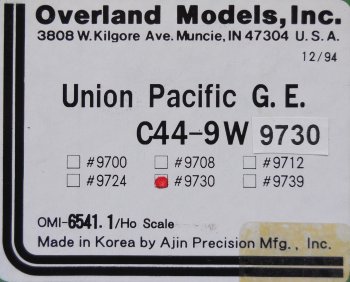 Overland Models, Inc.
3808 W. Kilgore Ave. Muncie, IN 47304 U.S.A.
12/94
Union Pacific G. E.
C44-9W 9730
#9700 #9708 #9712
#9724 #9730 #9739
OMI-6541.1/Ho Scale
Made in Korea by Ajin Precision Mfg., Inc.